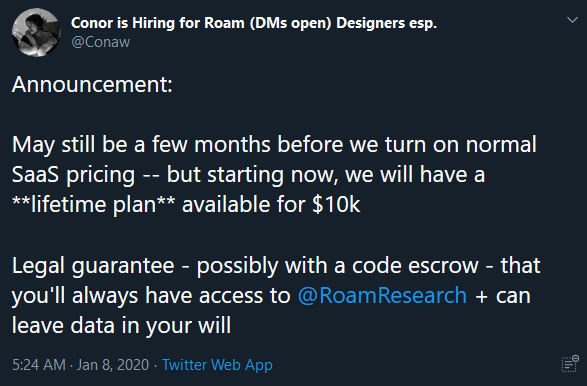 Conor is Hiring for Roam (DMs open) Designers esp.
@Conaw
Announcement:
May still be a few months before we turn on normal
SaaS pricing -- but starting now, we will have a
**lifetime plan** available for $10k
Legal guarantee - possibly with a code escrow - that
you'll always have access to @RoamResearch + can
leave data in your will
5:24 AM · Jan 8, 2020 · Twitter Web App